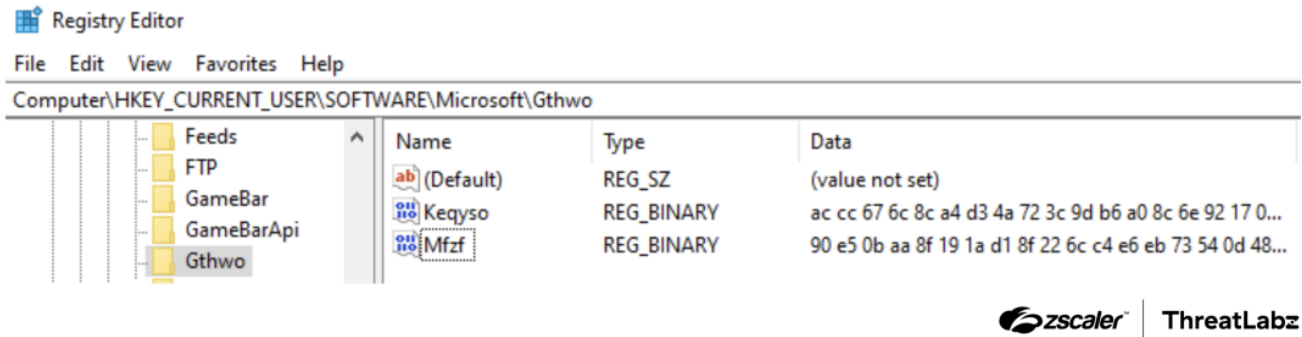 Registry Editor
File Edit View Favorites Help
Computer\HKEY_CURRENT_USER\SOFTWARE\Microsoft\Gthwo
Feeds
FTP
GameBar
GameBarApi
Gthwo
Name Type Data
(Default) REG_SZ (value not set)
Keqyso REG_BINARY ac cc 67 6c 8c a4 d3 4a 72 3c 9d b6 a0 8c 6e 92 17 0...
Mfzf REG_BINARY 90 e5 0b aa 8f 19 1a d1 8f 22 6c c4 e6 eb 73 54 0d 48...
zscaler™ ThreatLabz